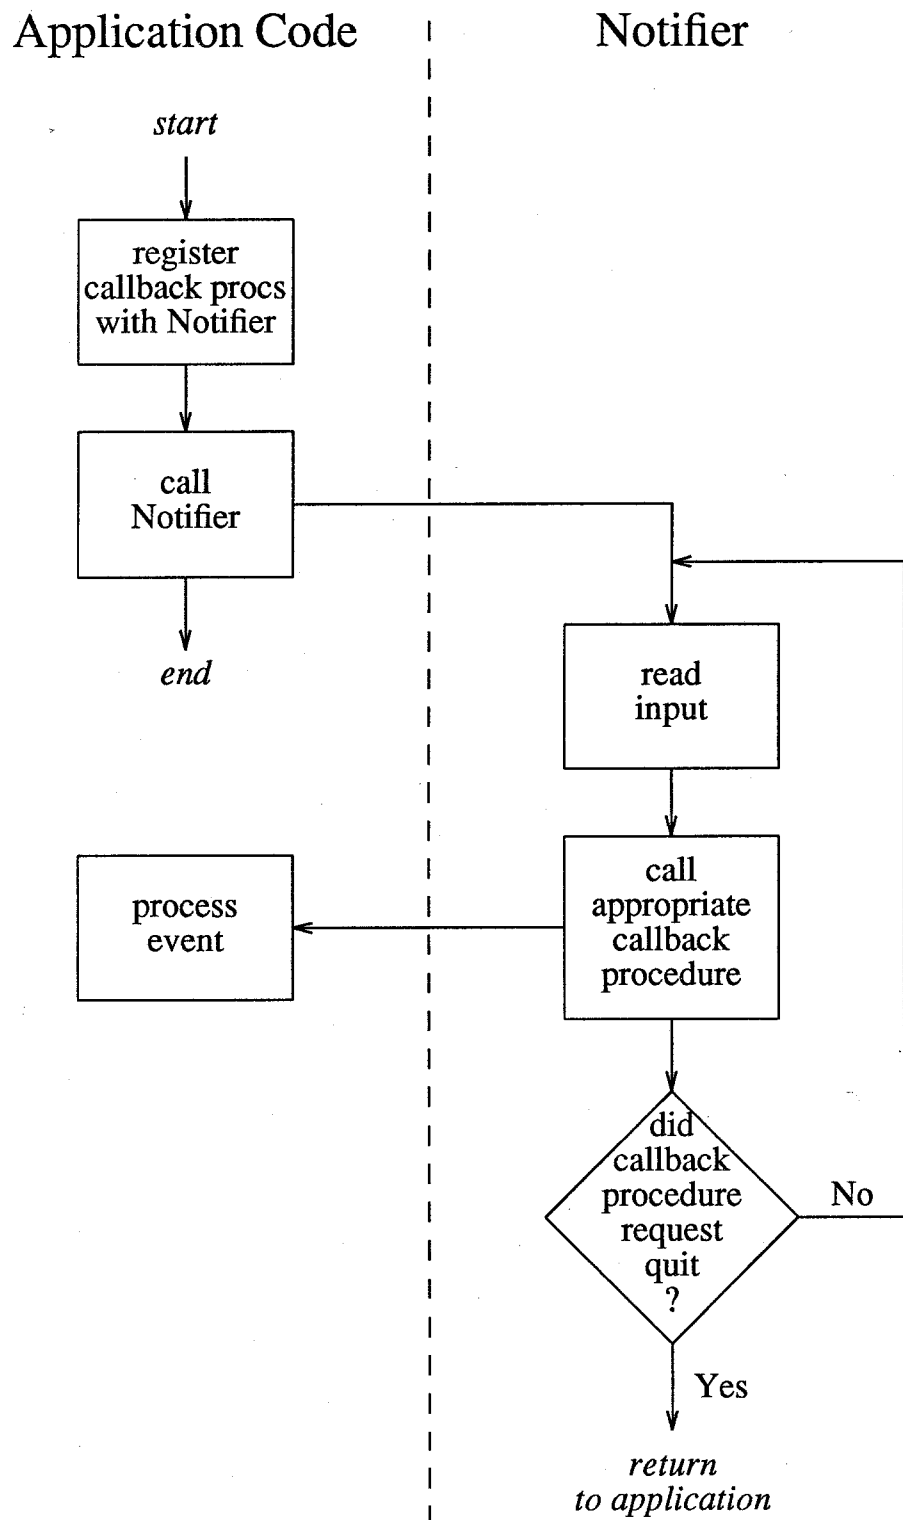 Application Code
Notifier
start
register
callback procs
with Notifier
call
Notifier
end
read
input
call
appropriate
callback
procedure
process
event
did
callback
procedure
request
quit
?
No
Yes
return
to application